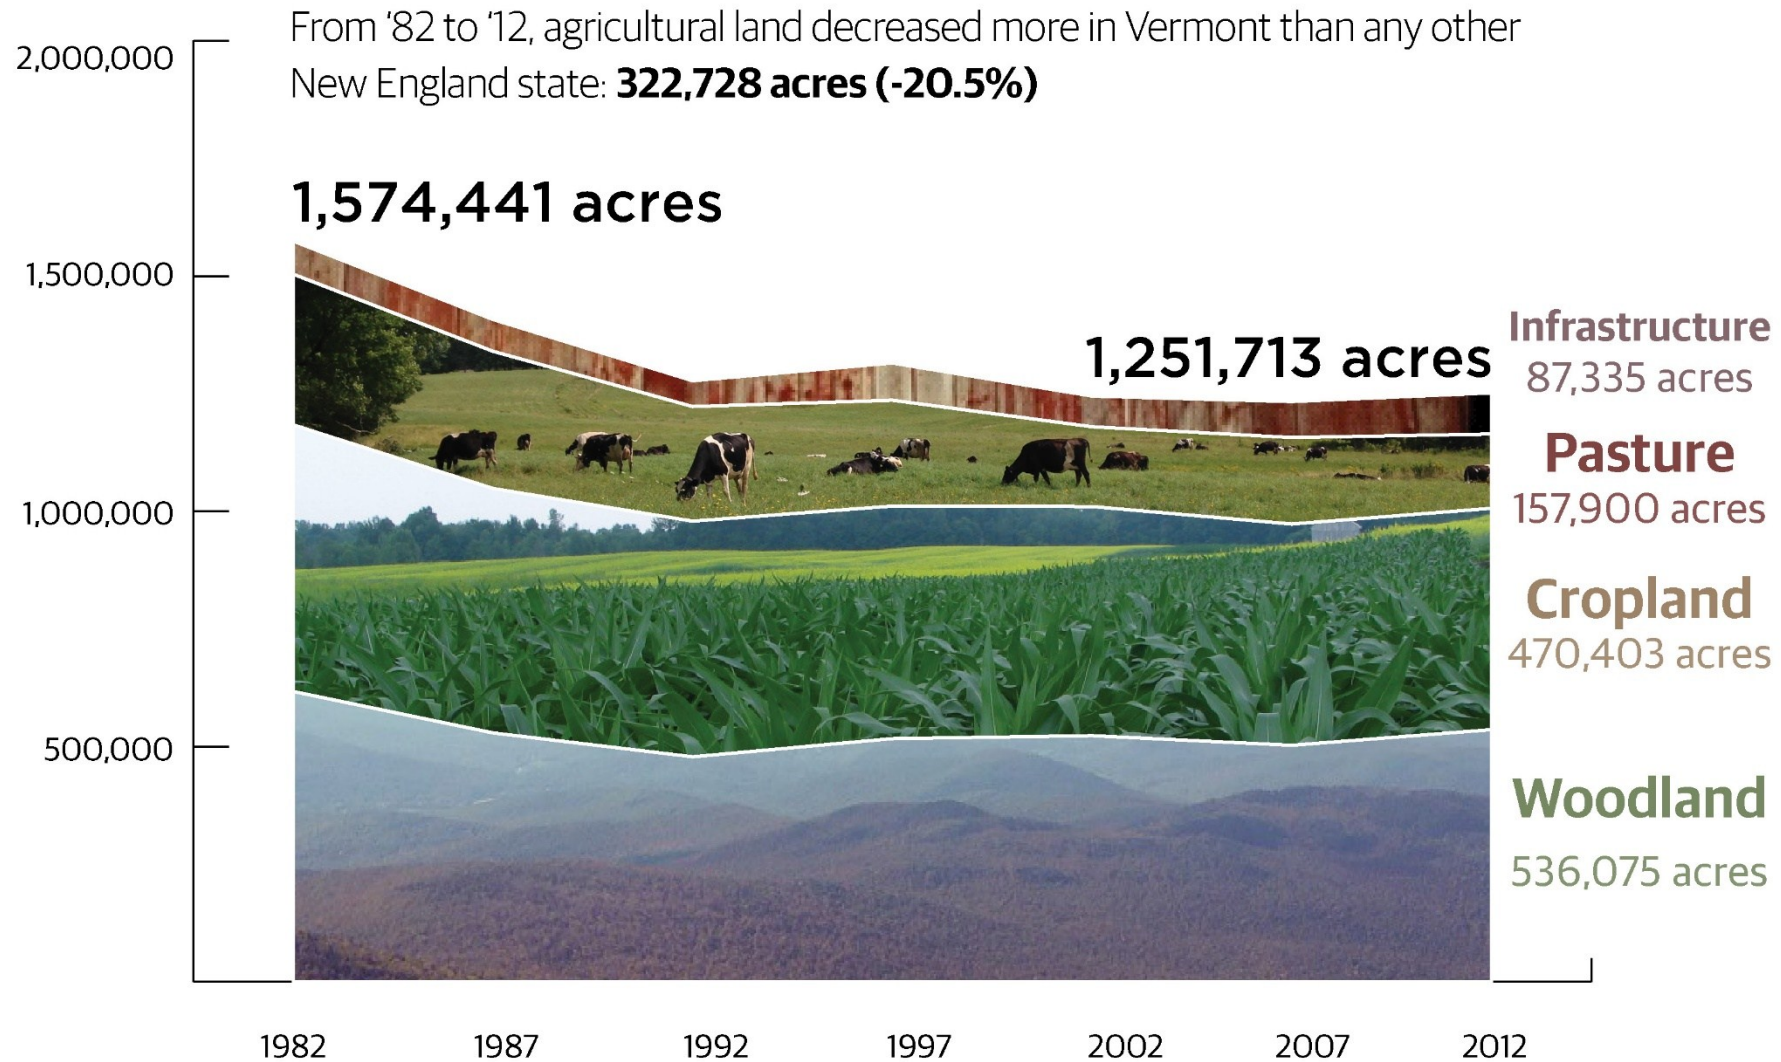 From ‘82 to ‘12, agricultural land decreased more in Vermont than any other
New England state: 322,728 acres (-20.5%)
2,000,000
1,574,441 acres
1,500,000
1,251,713 acres
Infrastructure
87,335 acres
Pasture
157,900 acres
1,000,000
Cropland
470,403 acres
500,000
Woodland
536,075 acres
1982 1987 1992 1997 2002 2007 2012